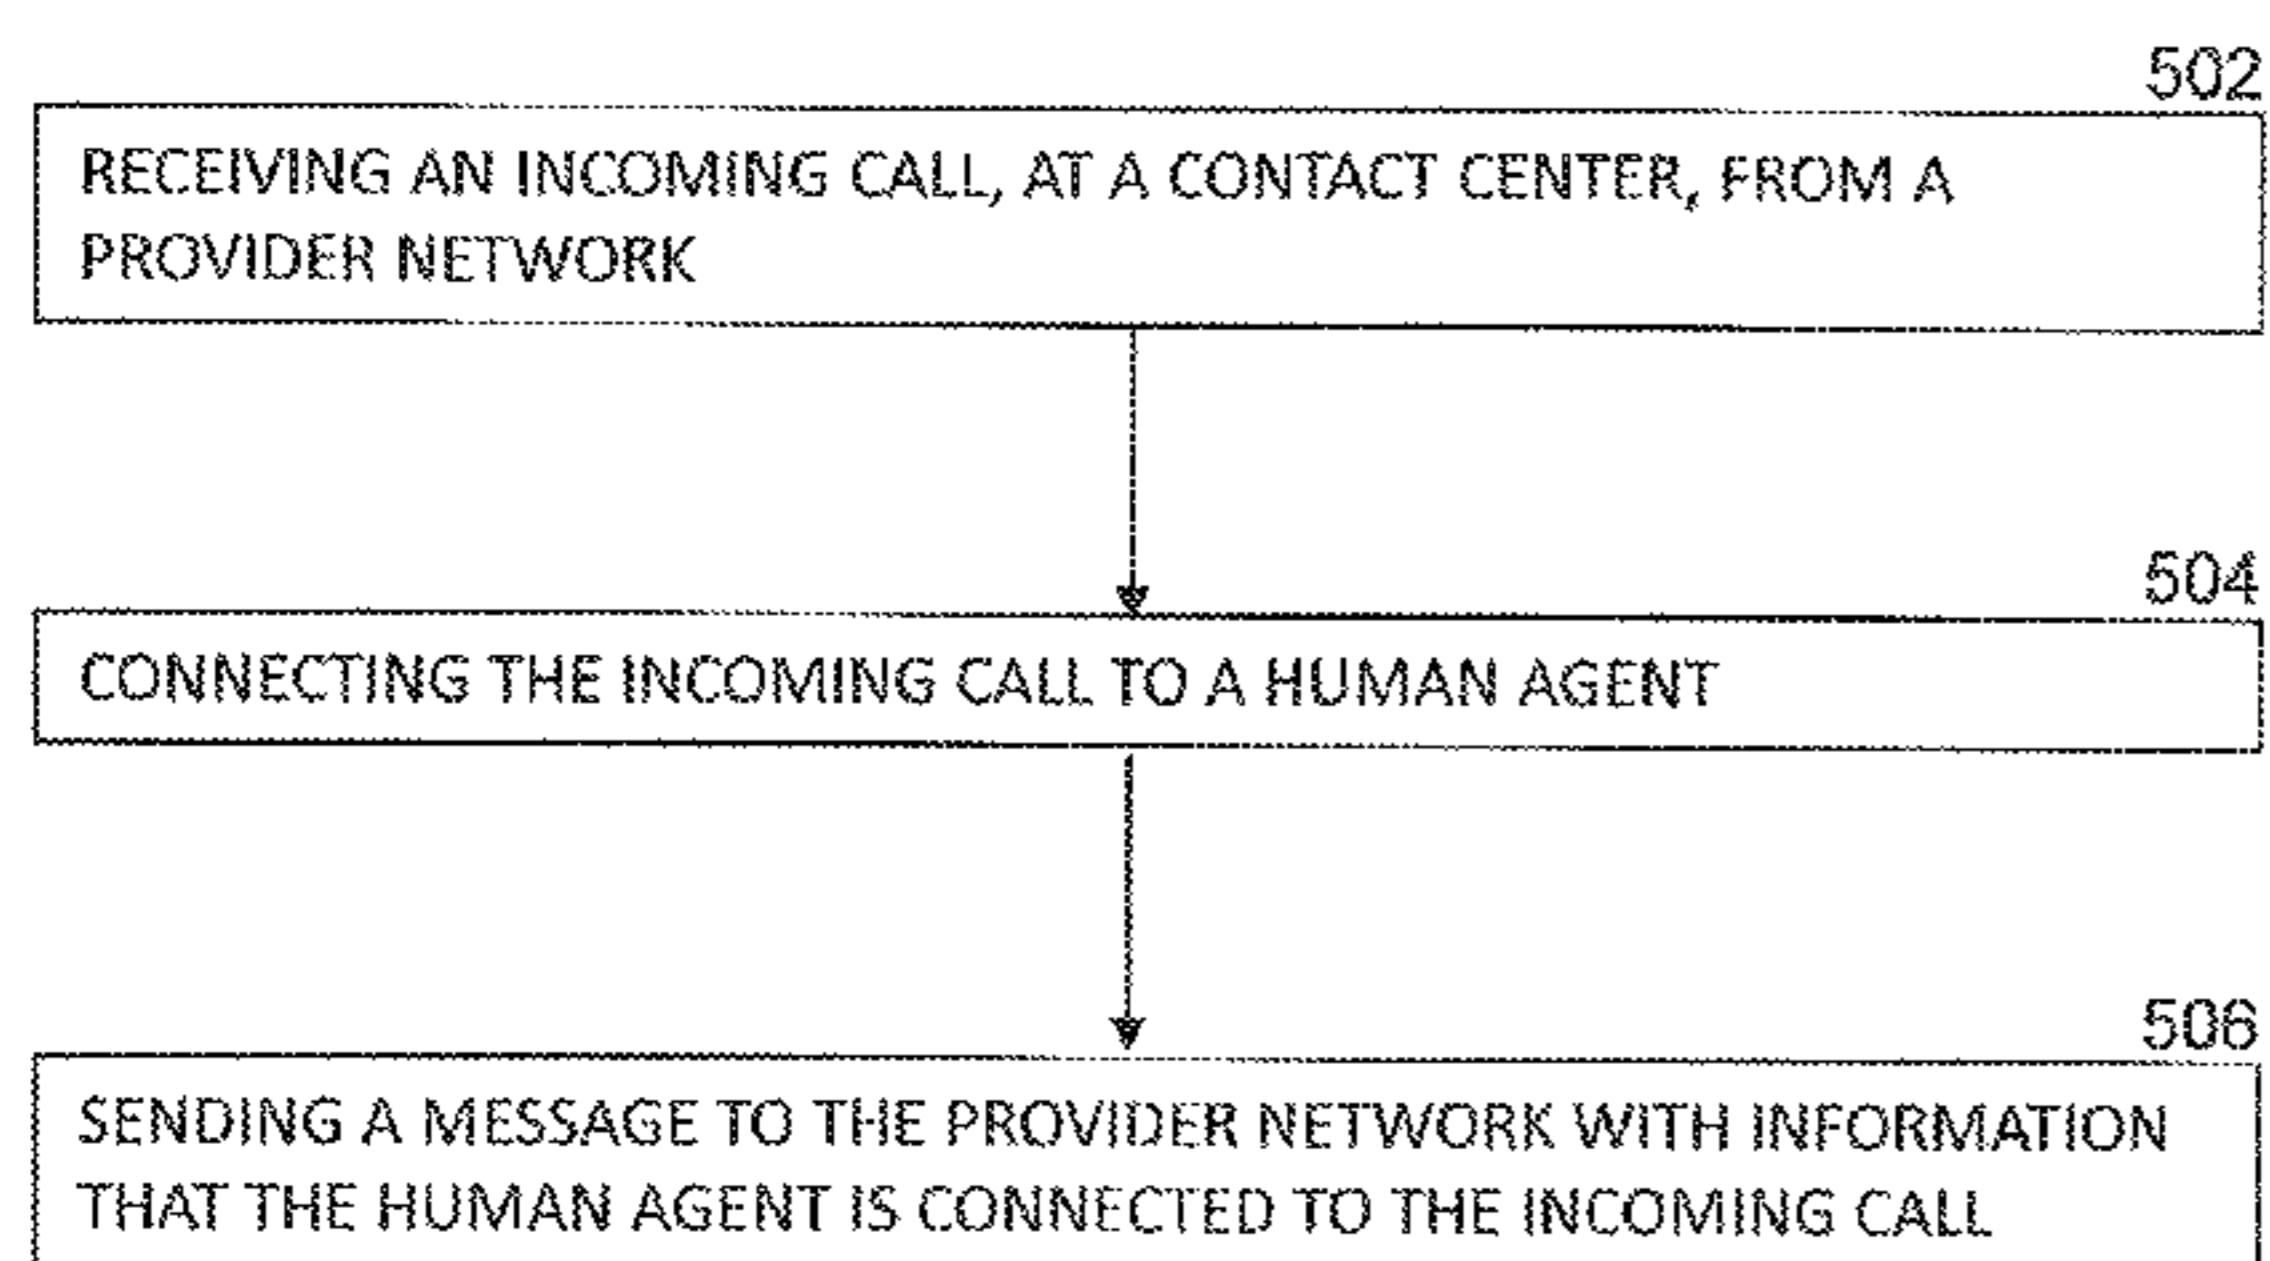 502
RECEIVING AN INCOMING CALL, AT A CONTACT CENTER, FROM A
PROVIDER NETWORK
504
CONNECTING THE INCOMING CALL TO A HUMAN AGENT
506
SENDING A MESSAGE TO THE PROVIDER NETWORK WITH INFORMATION
THAT THE HUMAN AGENT IS CONNECTED TO THE INCOMING CALL